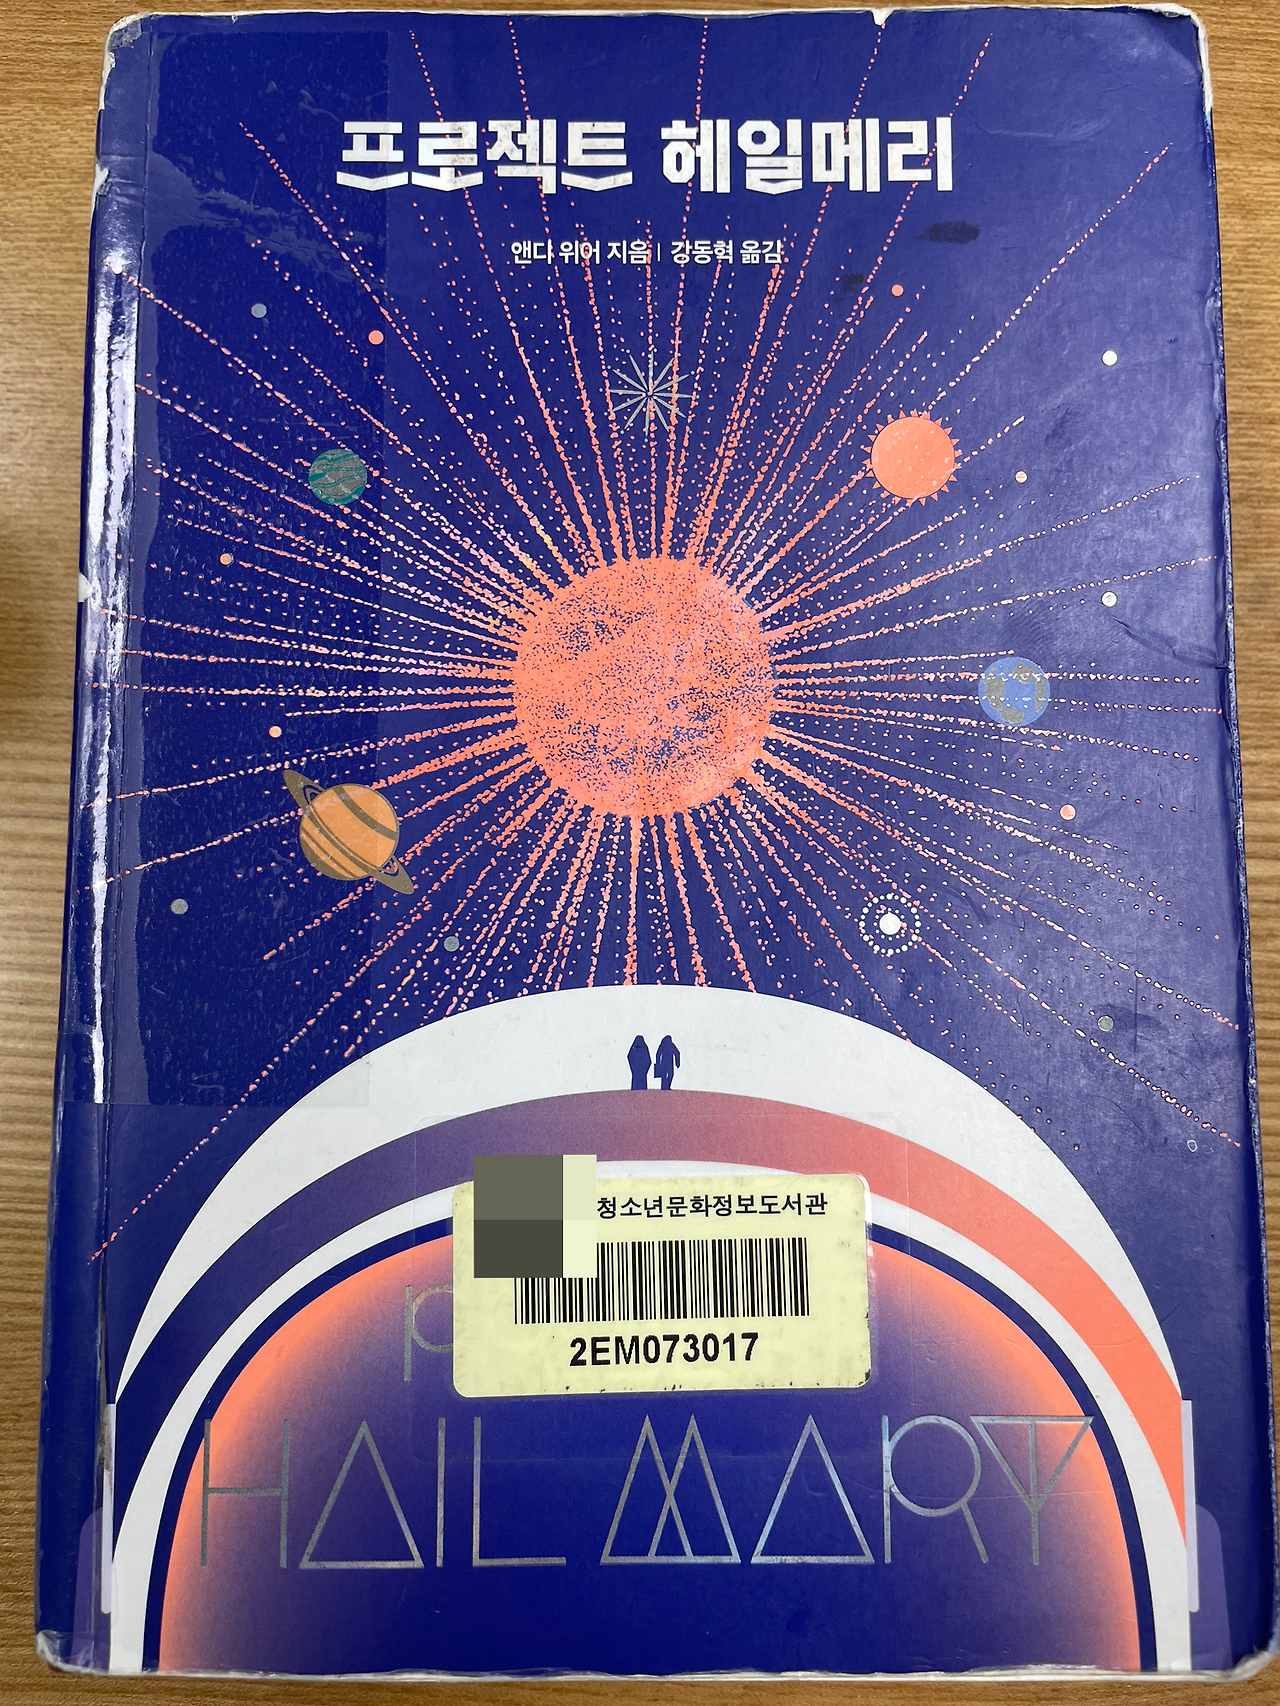 프로젝트 헤일메리
앤디 위어 지음 | 강동혁 옮김
청소년문화정보도서관
2EM073017
HAIL MARY